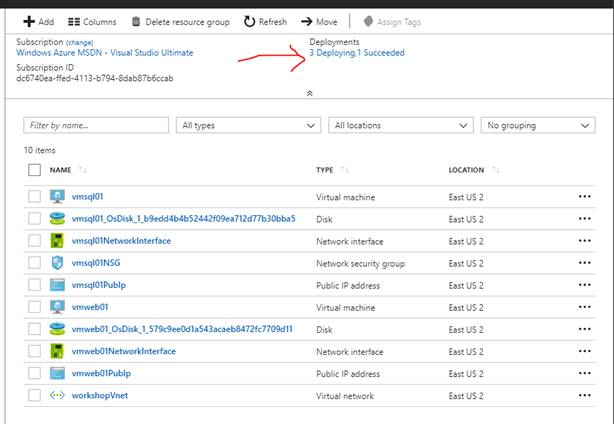 Add Columns Delete resource group Refresh Move Assign Tags
Subscription (change) Deployments
Windows Azure MSDN - Visual Studio Ultimate 3 Deploying,1 Succeeded
Subscription ID
dc6740ea-ffed-4113-b794-8dab87b6ccab
Filter by name... All types All locations No grouping
10 items
NAME TYPE LOCATION
vmsql01 Virtual machine East US 2
vmsql01_OsDisk_1_b9edd4b4b52442f09ea712d77b30bba5 Disk East US 2
vmsql01NetworkInterface Network interface East US 2
vmsql01NSG Network security group East US 2
vmsql01PubIp Public IP address East US 2
vmweb01 Virtual machine East US 2
vmweb01_OsDisk_1_579c9ee0d1a543acaeb8472fc7709d11 Disk East US 2
vmweb01NetworkInterface Network interface East US 2
vmweb01PubIp Public IP address East US 2
workshopVnet Virtual network East US 2